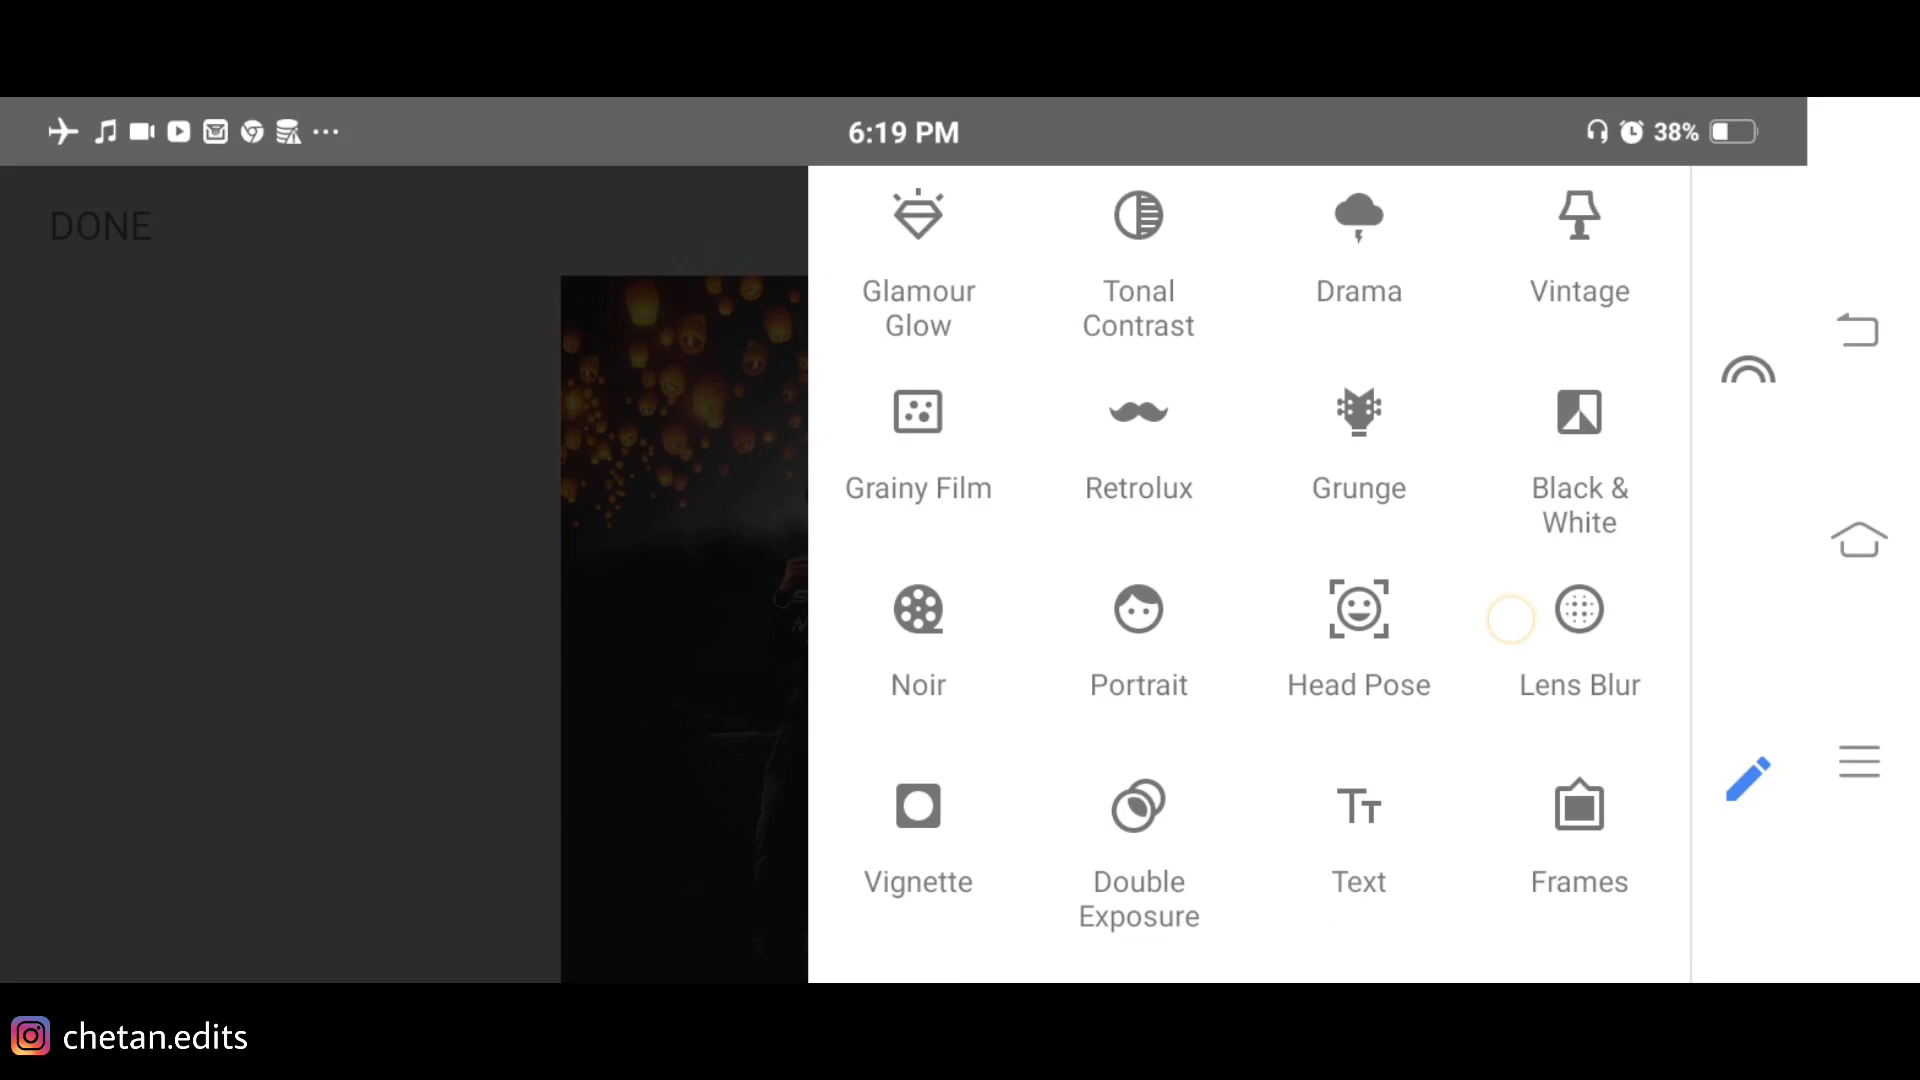 6:19 PM
38%
DONE
Glamour
Glow
Tonal
Contrast
Drama
Vintage
Grainy Film
Retrolux
Grunge
Black &
White
Noir
Portrait
Head Pose
Lens Blur
Vignette
Double
Exposure
Text
Frames
chetan.edits